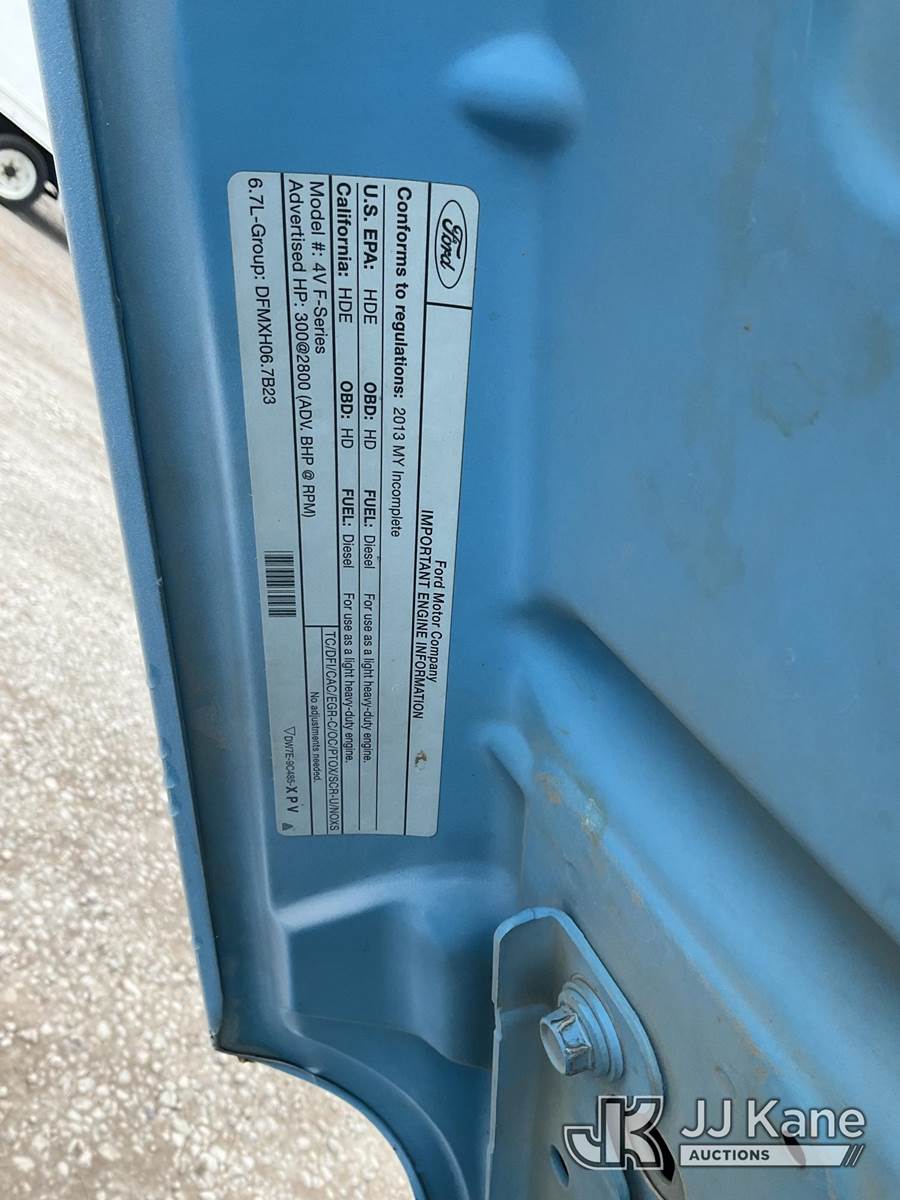 Ford
Ford Motor Company
IMPORTANT ENGINE INFORMATION
Conforms to regulations: 2013 MY Incomplete
U.S. EPA: HDE OBD: HD FUEL: Diesel For use as a light heavy-duty engine.
California: HDE OBD: HD FUEL: Diesel For use as a light heavy-duty engine.
Model #: 4V F-Series
Advertised HP: 300@2800 (ADV. BHP @ RPM)
TC/DFI/CAC/EGR-C/OC/PTOX/SCR-U/NOXS
No adjustments needed.
6.7L-Group: DFMXH06.7B23
DW7E-9C485-X P V
JK JJ Kane
AUCTIONS